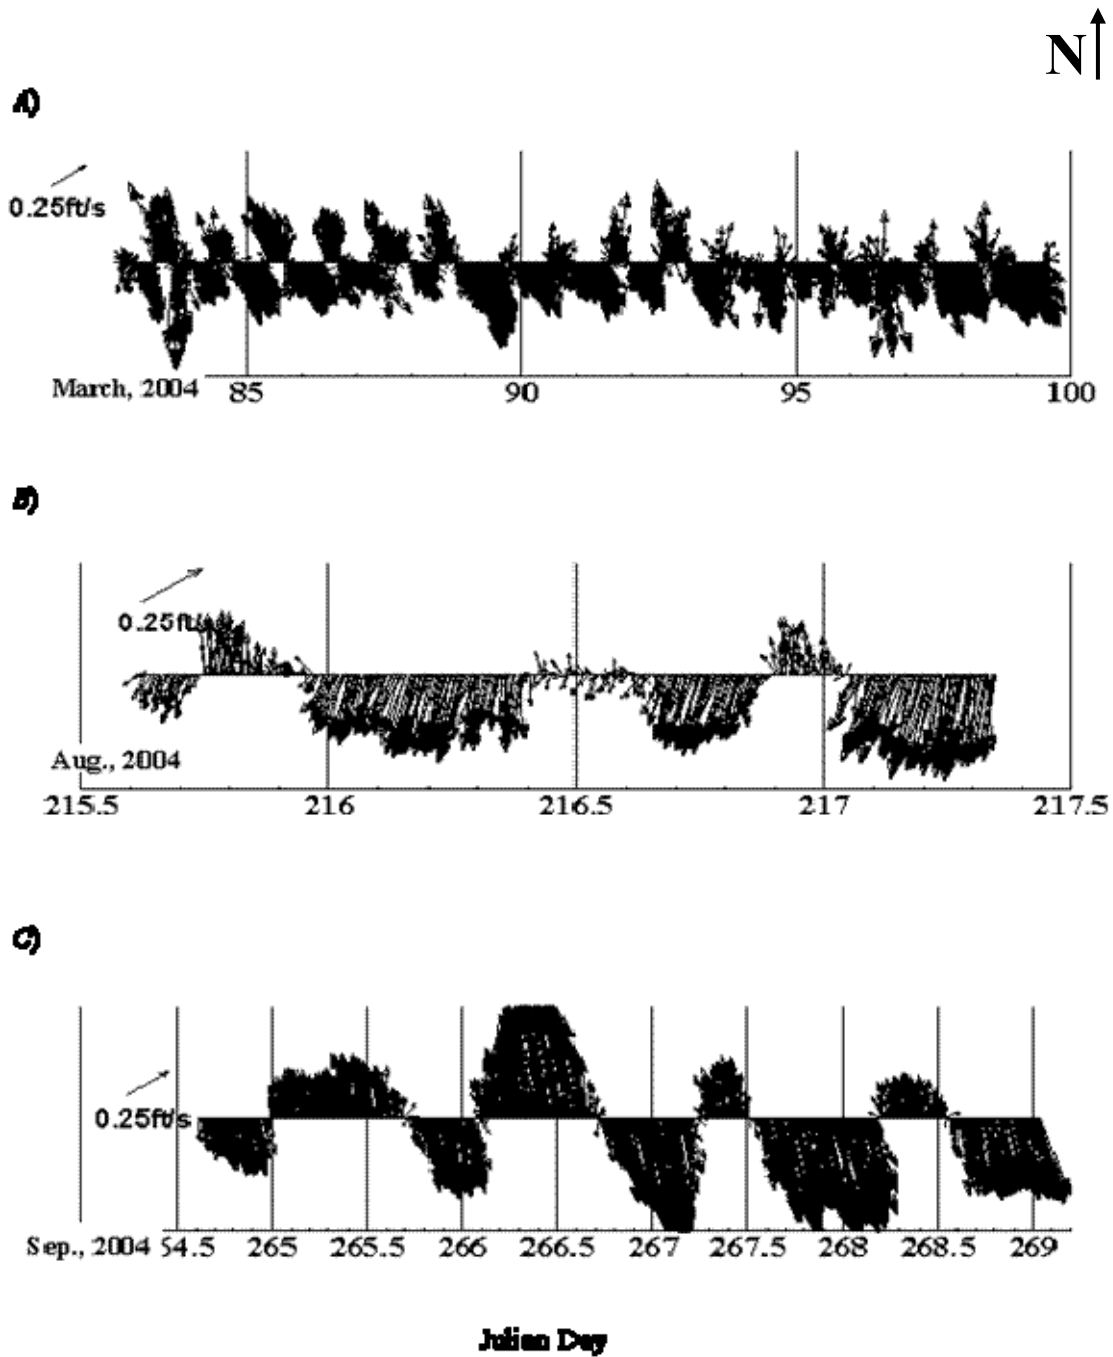 N
A)
0.25ft/s
March, 2004 85 90 95 100
B)
0.25ft/
Aug., 2004
215.5 216 216.5 217 217.5
C)
0.25ft/s
Sep., 2004 54.5 265 265.5 266 266.5 267 267.5 268 268.5 269
Julian Day